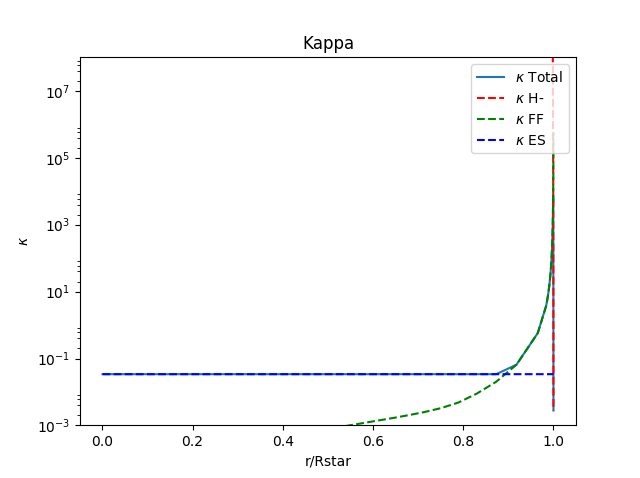 Kappa
κ
10^7
10^5
10^3
10^1
10^-1
10^-3
κ Total
κ H-
κ FF
κ ES
0.0 0.2 0.4 0.6 0.8 1.0
r/Rstar